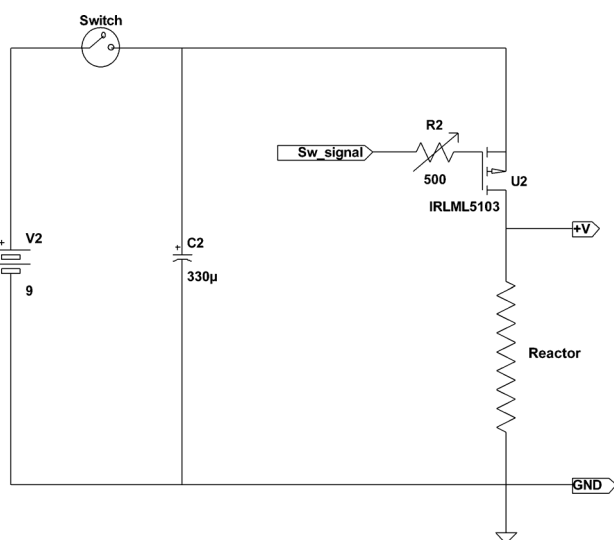 Switch
R2
Sw_signal
500
U2
IRLML5103
+V
V2
+
9
+
C2
330µ
Reactor
GND